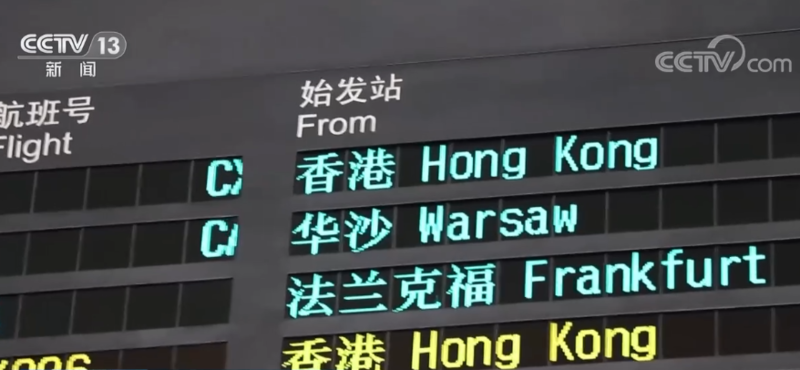 CCTV 13
新闻
CCTV com
航班号
Flight
始发站
From
香港 Hong Kong
华沙 Warsaw
CA
法兰克福 Frankfurt
香港 Hong Kong